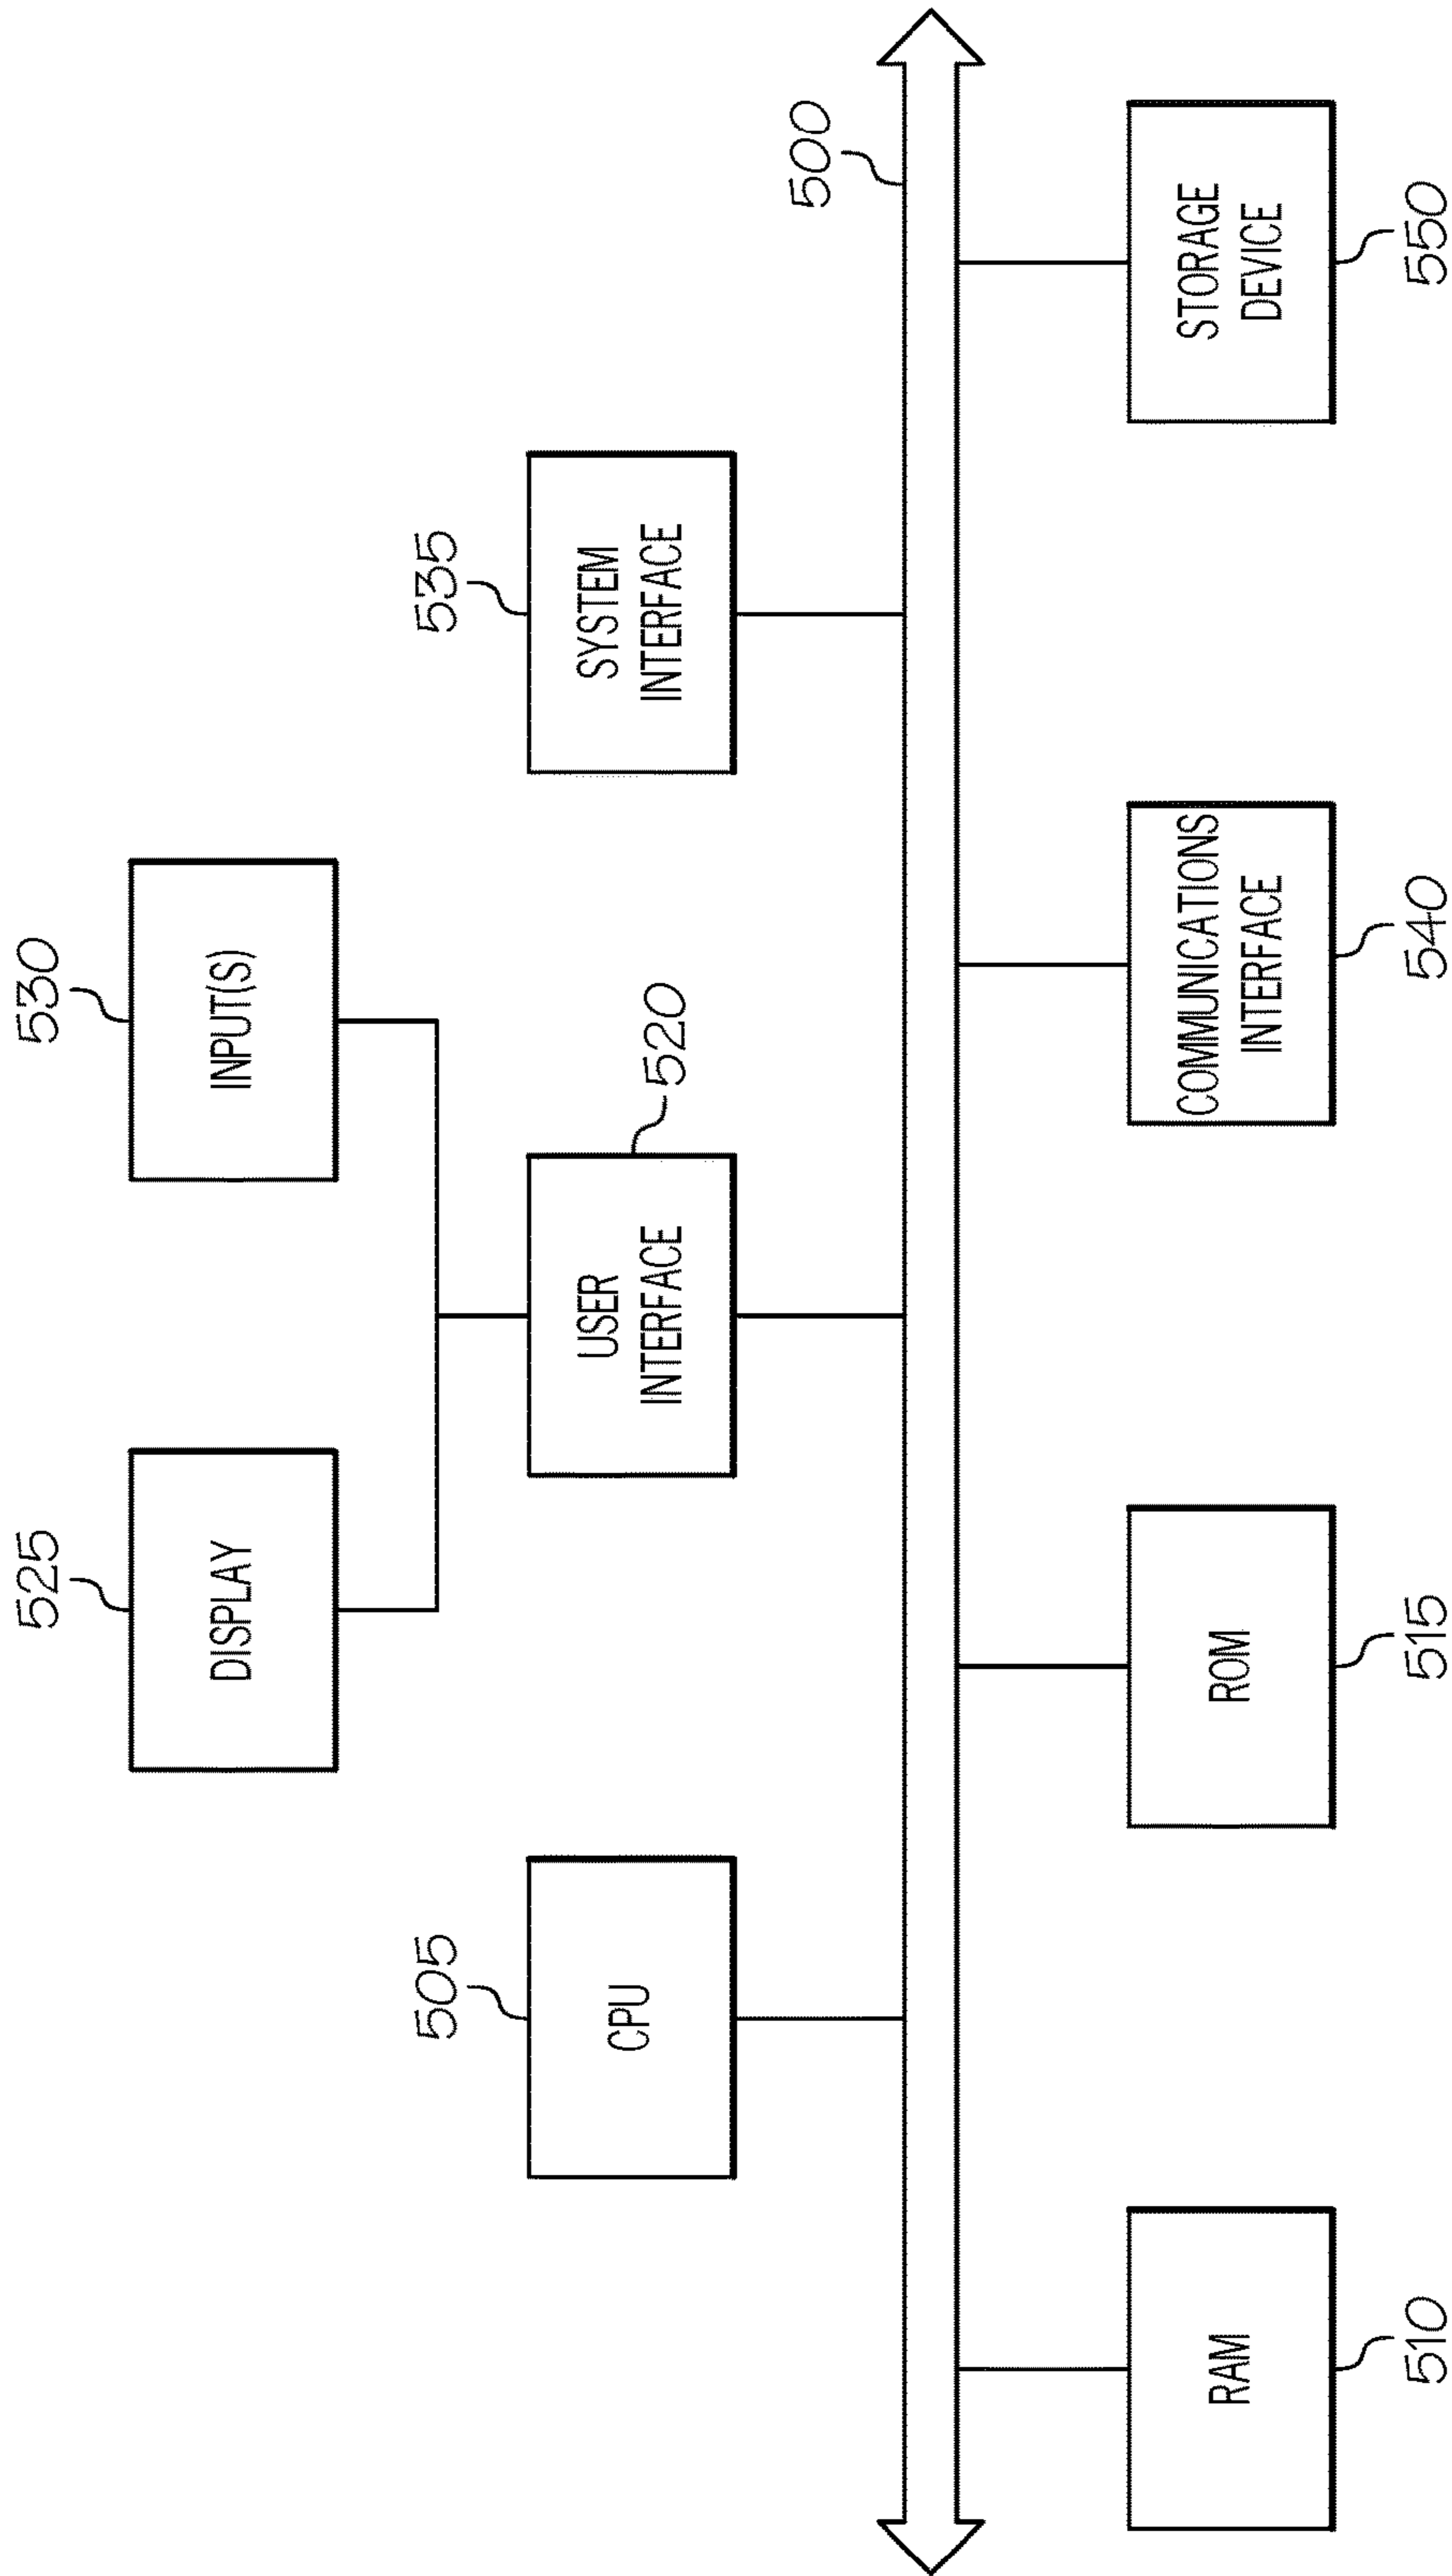 525
DISPLAY
530
INPUT(S)
505
CPU
USER
INTERFACE
520
535
SYSTEM
INTERFACE
500
RAM
510
ROM
515
COMMUNICATIONS
INTERFACE
540
STORAGE
DEVICE
550